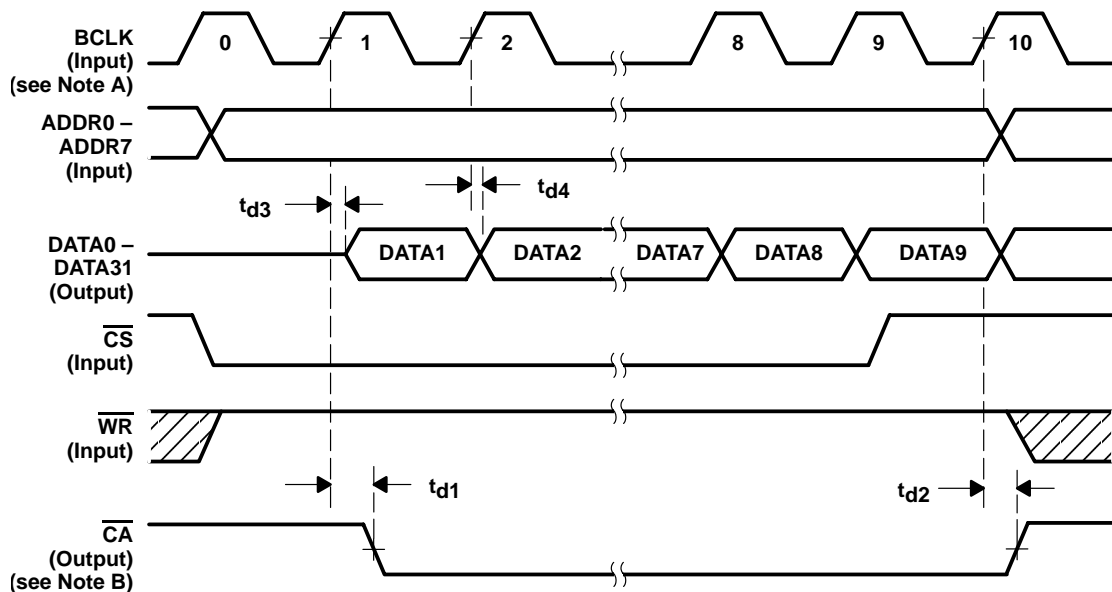 BCLK
(Input)
(see Note A)
0 1 2 8 9 10
ADDR0 –
ADDR7
(Input)
td3
td4
DATA0 –
DATA31
(Output)
DATA1 DATA2 DATA7 DATA8 DATA9
CS
(Input)
WR
(Input)
td1
td2
CA
(Output)
(see Note B)